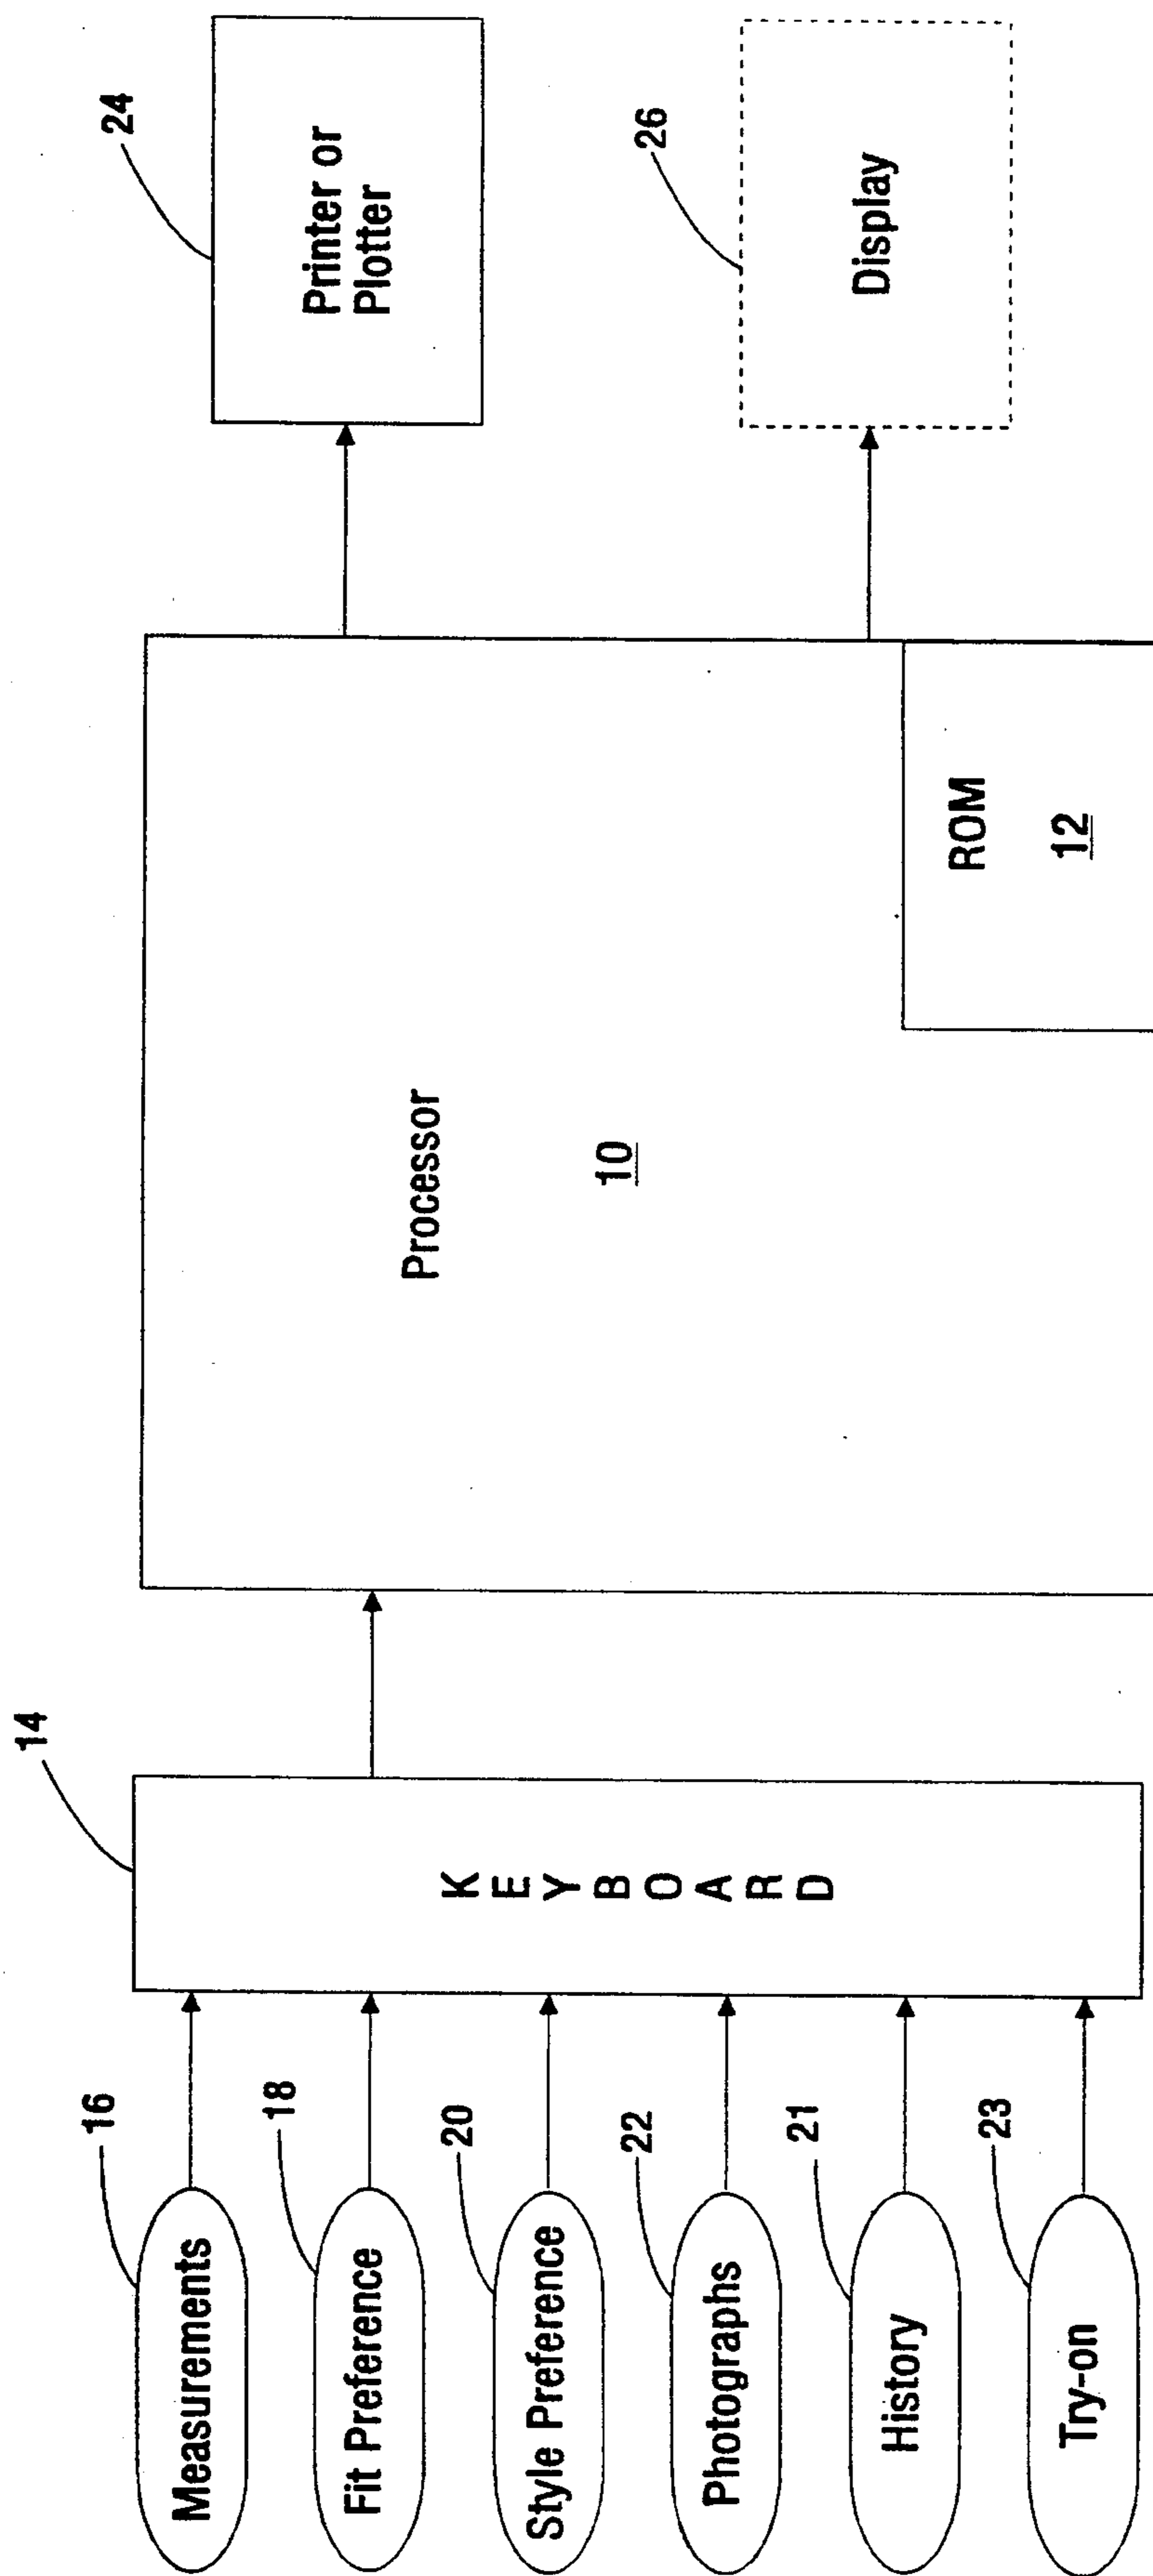 16
Measurements
18
Fit Preference
20
Style Preference
22
Photographs
21
History
23
Try-on
14
KEYBOARD
Processor
10
ROM
12
24
Printer or
Plotter
26
Display